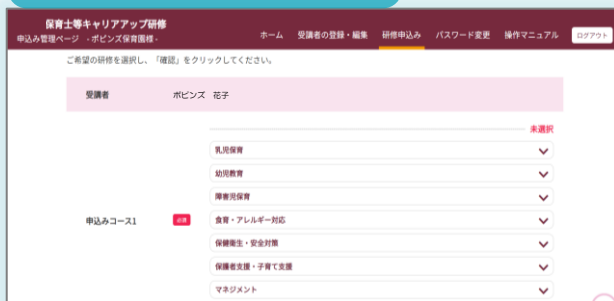 保育士等キャリアアップ研修
申込み管理ページ -ポピンズ保育園様-
ホーム 受講者の登録・編集 研修申込み パスワード変更 操作マニュアル ログアウト
ご希望の研修を選択し、「確認」をクリックしてください。
受講者 ポピンズ 花子
未選択
乳児保育
幼児教育
障害児保育
申込みコース1 必須 食育・アレルギー対応
保健衛生・安全対策
保護者支援・子育て支援
マネジメント